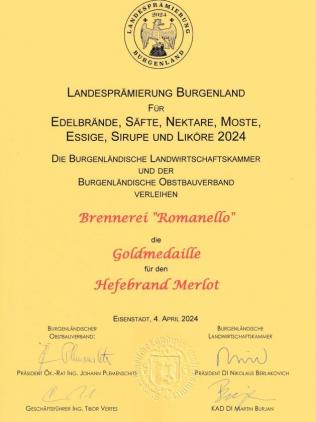 LANDESPRÄMIERUNG
2024
BURGENLAND
LANDESPRÄMIERUNG BURGENLAND
FÜR
EDELBRÄNDE, SÄFTE, NEKTARE, MOSTE,
ESSIGE, SIRUPE UND LIKÖRE 2024
DIE BURGENLÄNDISCHE LANDWIRTSCHAFTSKAMMER
UND DER
BURGENLÄNDISCHE OBSTBAUVERBAND
VERLEIHEN
Brennerei "Romanello"
die
Goldmedaille
für den
Hefebrand Merlot
EISENSTADT, 4. APRIL 2024
BURGENLÄNDISCHER
OBSTBAUVERBAND:
BURGENLÄNDISCHE
LANDWIRTSCHAFTSKAMMER:
PRÄSIDENT ÖK.-RAT ING. JOHANN PLEMENSCHITS
PRÄSIDENT DI NIKOLAUS BERLAKOVICH
GESCHÄFTSFÜHRER ING. TIBOR VERTES
KAD DI MARTIN BURJAN